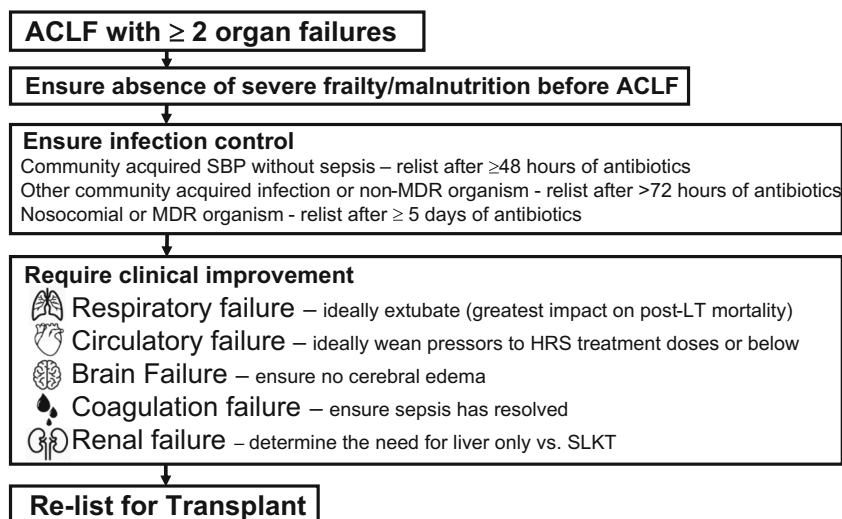 ACLF with ≥ 2 organ failures
Ensure absence of severe frailty/malnutrition before ACLF
Ensure infection control
Community acquired SBP without sepsis – relist after ≥48 hours of antibiotics
Other community acquired infection or non-MDR organism - relist after >72 hours of antibiotics
Nosocomial or MDR organism - relist after ≥ 5 days of antibiotics
Require clinical improvement
Respiratory failure – ideally extubate (greatest impact on post-LT mortality)
Circulatory failure – ideally wean pressors to HRS treatment doses or below
Brain Failure – ensure no cerebral edema
Coagulation failure – ensure sepsis has resolved
Renal failure – determine the need for liver only vs. SLKT
Re-list for Transplant